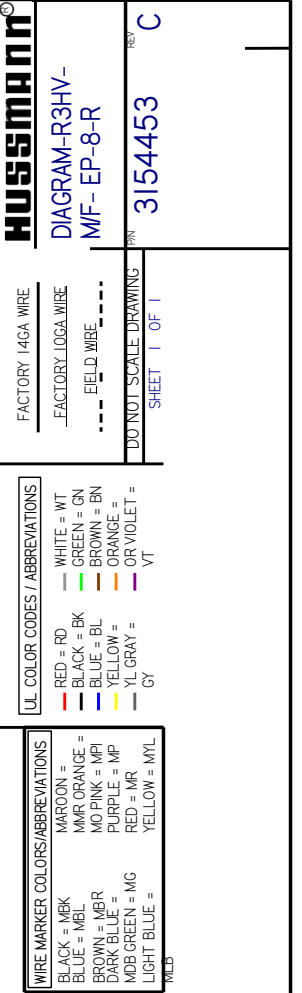 WIRE MARKER COLORS/ABBREVIATIONS
BLACK = MBK
BLUE = MBL
BROWN = MBR
DARK BLUE =
MDB GREEN = MG
LIGHT BLUE =
MLB
MAROON =
MMR ORANGE =
MO PINK = MPI
PURPLE = MP
RED = MR
YELLOW = MYL
UL COLOR CODES / ABBREVIATIONS
RED = RD
BLACK = BK
BLUE = BL
YELLOW =
YL GRAY =
GY
WHITE = WT
GREEN = GN
BROWN = BN
ORANGE =
OR VIOLET =
VT
FACTORY 14GA WIRE
FACTORY 10GA WIRE
FIELD WIRE
DO NOT SCALE DRAWING
SHEET 1 OF 1
HUSSMANN®
DIAGRAM-R3HV-
M/F- EP-8-R
P/N
3154453
REV
C